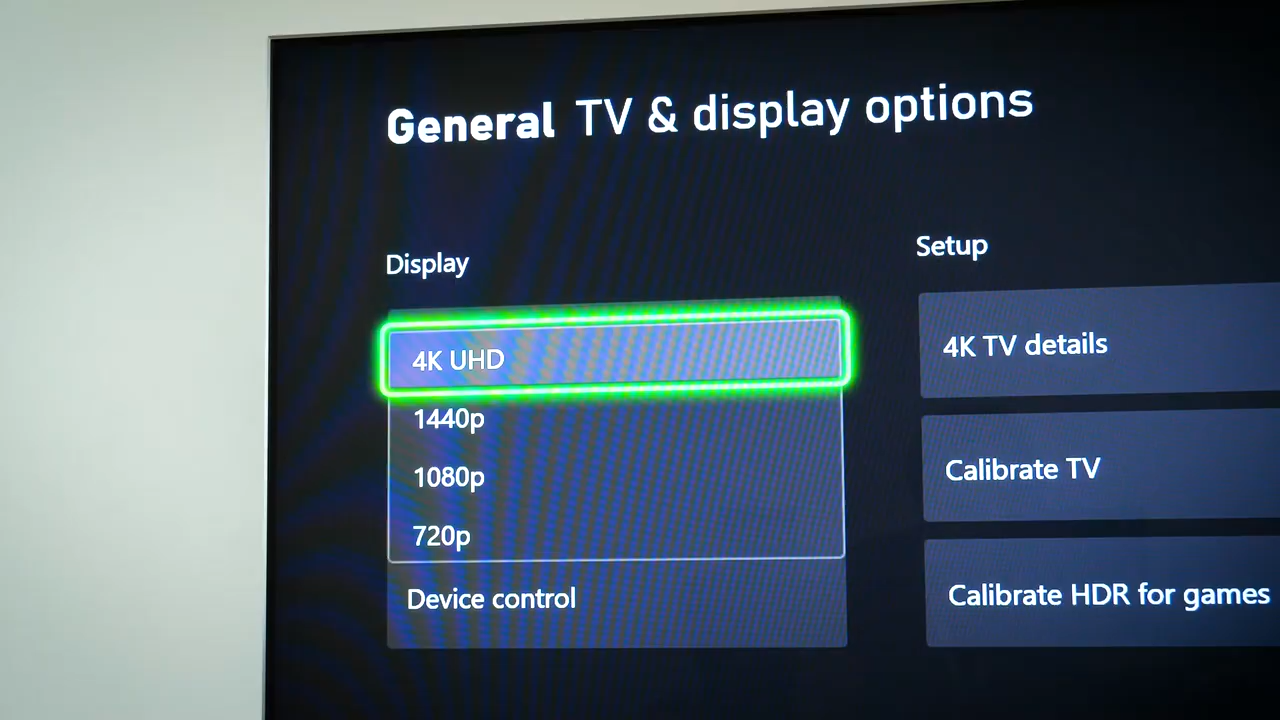 General TV & display options
Display
4K UHD
1440p
1080p
720p
Device control
Setup
4K TV details
Calibrate TV
Calibrate HDR for games